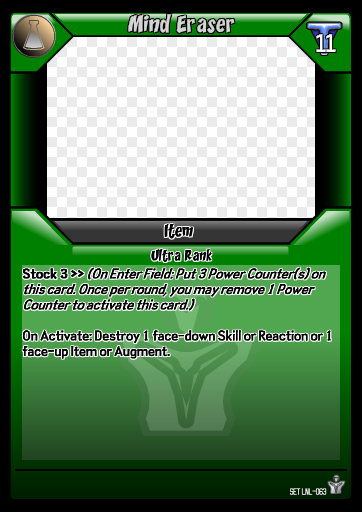 Mind Eraser
11
Item
Ultra Rank
Stock 3 >> (On Enter Field: Put 3 Power Counter(s) on
this card. Once per round, you may remove 1 Power
Counter to activate this card.)
On Activate: Destroy 1 face-down Skill or Reaction or 1
face-up Item or Augment.
SET LNL-063